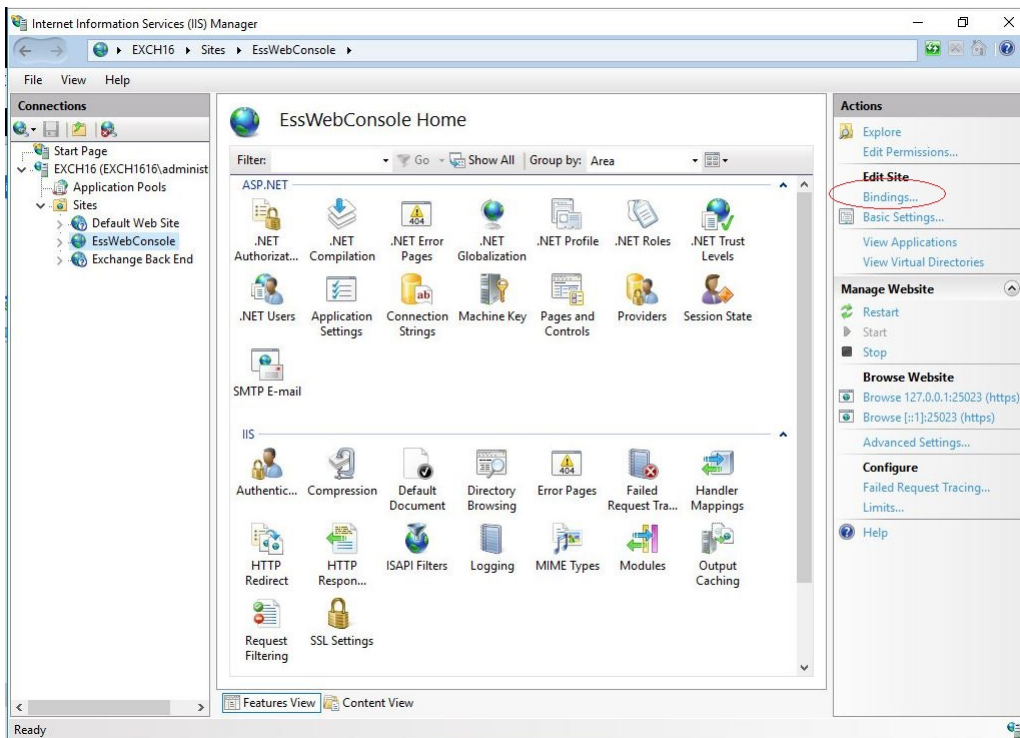 Internet Information Services (IIS) Manager
EXCH16 Sites EssWebConsole
File View Help
Connections
Start Page
EXCH16 (EXCH1616\administ
Application Pools
Sites
Default Web Site
EssWebConsole
Exchange Back End
EssWebConsole Home
Filter: Go Show All Group by: Area
ASP.NET
.NET Authorizat...
.NET Compilation
.NET Error Pages
.NET Globalization
.NET Profile
.NET Roles
.NET Trust Levels
.NET Users
Application Settings
Connection Strings
Machine Key
Pages and Controls
Providers
Session State
SMTP E-mail
IIS
Authentic...
Compression
Default Document
Directory Browsing
Error Pages
Failed Request Tra...
Handler Mappings
HTTP Redirect
HTTP Respon...
ISAPI Filters
Logging
MIME Types
Modules
Output Caching
Request Filtering
SSL Settings
Features View Content View
Actions
Explore
Edit Permissions...
Edit Site
Bindings...
Basic Settings...
View Applications
View Virtual Directories
Manage Website
Restart
Start
Stop
Browse Website
Browse 127.0.0.1:25023 (https)
Browse [::1]:25023 (https)
Advanced Settings...
Configure
Failed Request Tracing...
Limits...
Help
Ready